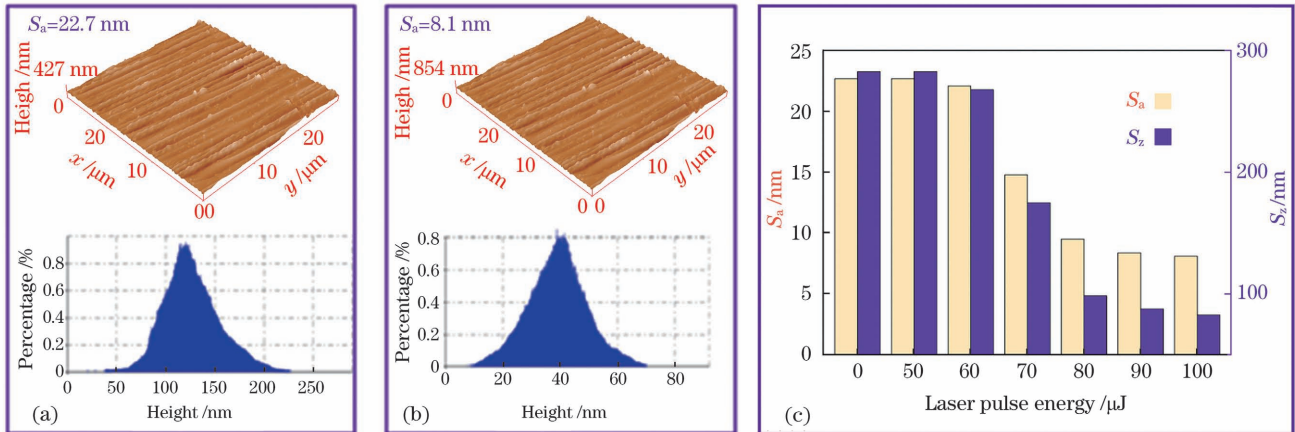 Sa=22.7 nm
Heigh /nm
427 nm
0
20
10
x /μm
00
10
20
y /μm
Percentage /%
0.8
0.6
0.4
0.2
0
0 50 100 150 200 250
Height /nm
(a)
Sa=8.1 nm
Heigh /nm
854 nm
0
20
10
x /μm
0 0
10
20
y /μm
Percentage /%
0.8
0.6
0.4
0.2
0
0 20 40 60 80
Height /nm
(b)
Sa /nm
25
20
15
10
5
0
Sa
Sz
300
200
100
Sz/nm
0 50 60 70 80 90 100
Laser pulse energy /μJ
(c)